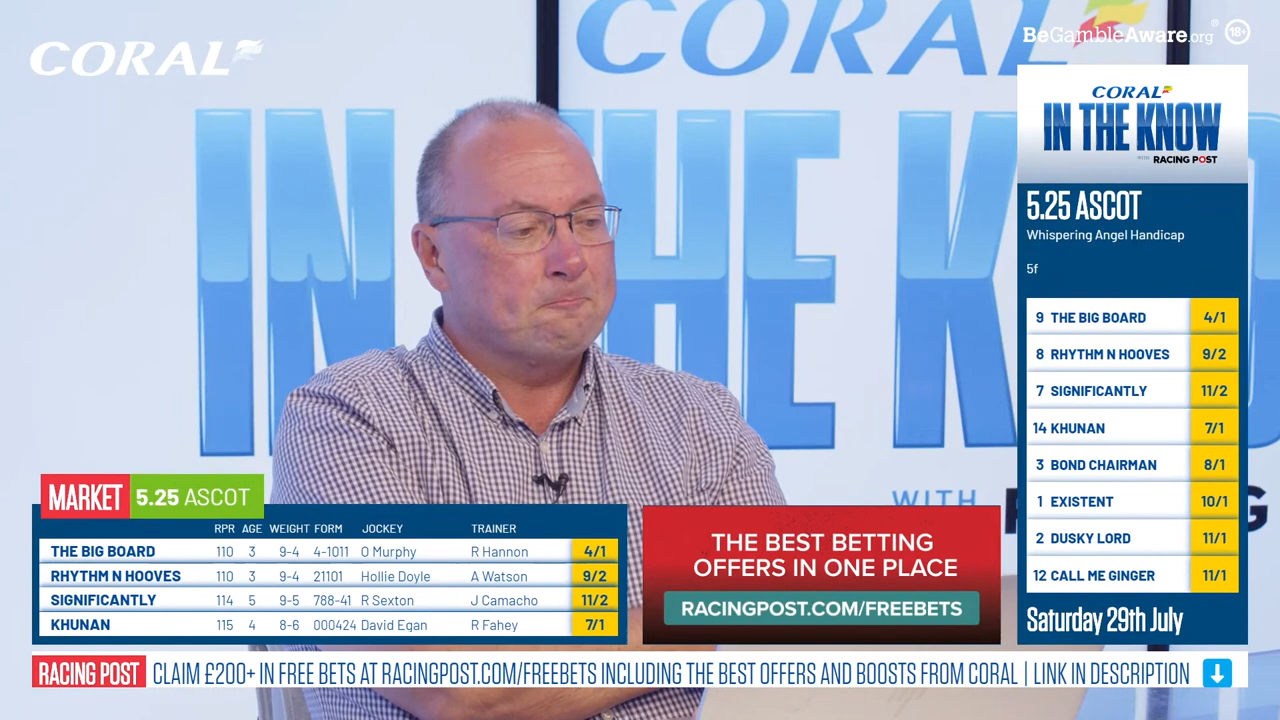 CORAL
CORAL
BeGambleAware.org® 18+
IN THE KNOW
WITH
CORAL
IN THE KNOW
WITH RACING POST
5.25 ASCOT
Whispering Angel Handicap
5f
9 THE BIG BOARD 4/1
8 RHYTHM N HOOVES 9/2
7 SIGNIFICANTLY 11/2
14 KHUNAN 7/1
3 BOND CHAIRMAN 8/1
1 EXISTENT 10/1
2 DUSKY LORD 11/1
12 CALL ME GINGER 11/1
Saturday 29th July
MARKET 5.25 ASCOT
RPR AGE WEIGHT FORM JOCKEY TRAINER
THE BIG BOARD 110 3 9-4 4-1011 O Murphy R Hannon 4/1
RHYTHM N HOOVES 110 3 9-4 21101 Hollie Doyle A Watson 9/2
SIGNIFICANTLY 114 5 9-5 788-41 R Sexton J Camacho 11/2
KHUNAN 115 4 8-6 000424 David Egan R Fahey 7/1
THE BEST BETTING
OFFERS IN ONE PLACE
RACINGPOST.COM/FREEBETS
RACING POST CLAIM £200+ IN FREE BETS AT RACINGPOST.COM/FREEBETS INCLUDING THE BEST OFFERS AND BOOSTS FROM CORAL | LINK IN DESCRIPTION